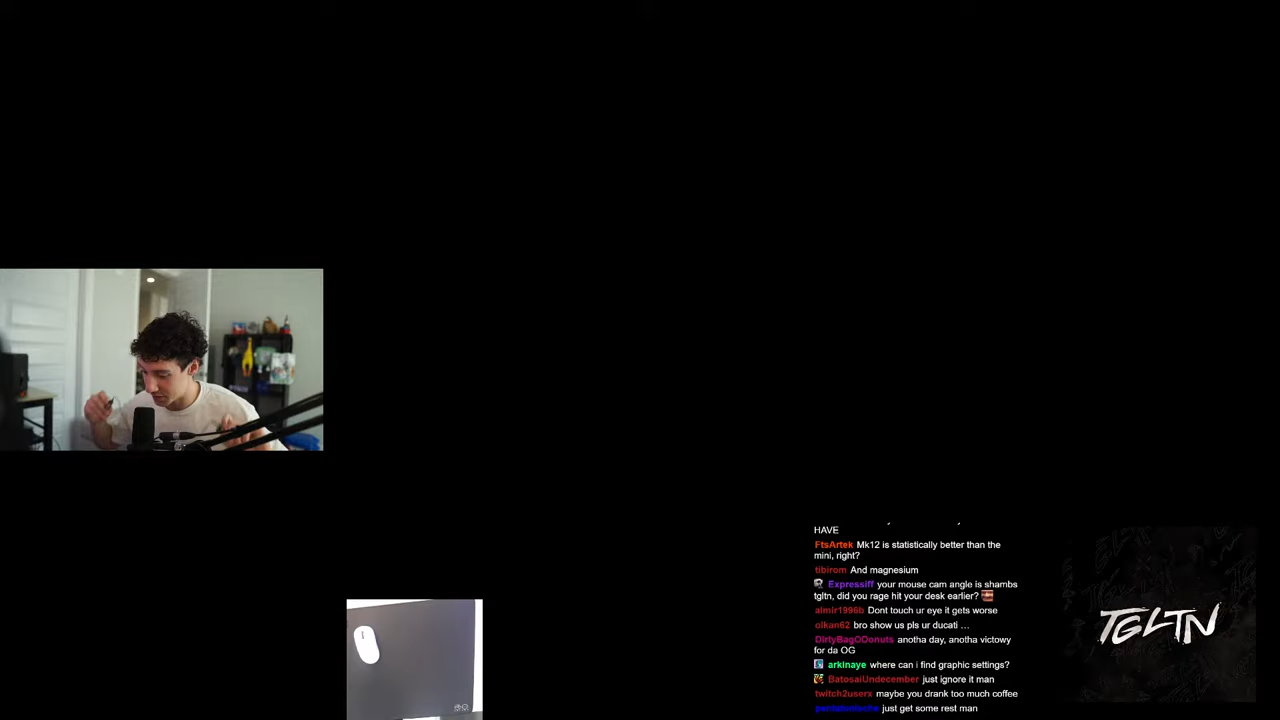 HAVE
FtsArtek Mk12 is statistically better than the
mini, right?
tibirom And magnesium
Expressiff your mouse cam angle is shambs
tgltn, did you rage hit your desk earlier?
almir1996b Dont touch ur eye it gets worse
olkan62 bro show us pls ur ducati ...
DirtyBagODonuts anotha day, anotha victowy
for da OG
arkinaye where can i find graphic settings?
BatosaiUndecember just ignore it man
twitch2userx maybe you drank too much coffee
just get some rest man
TGLTN